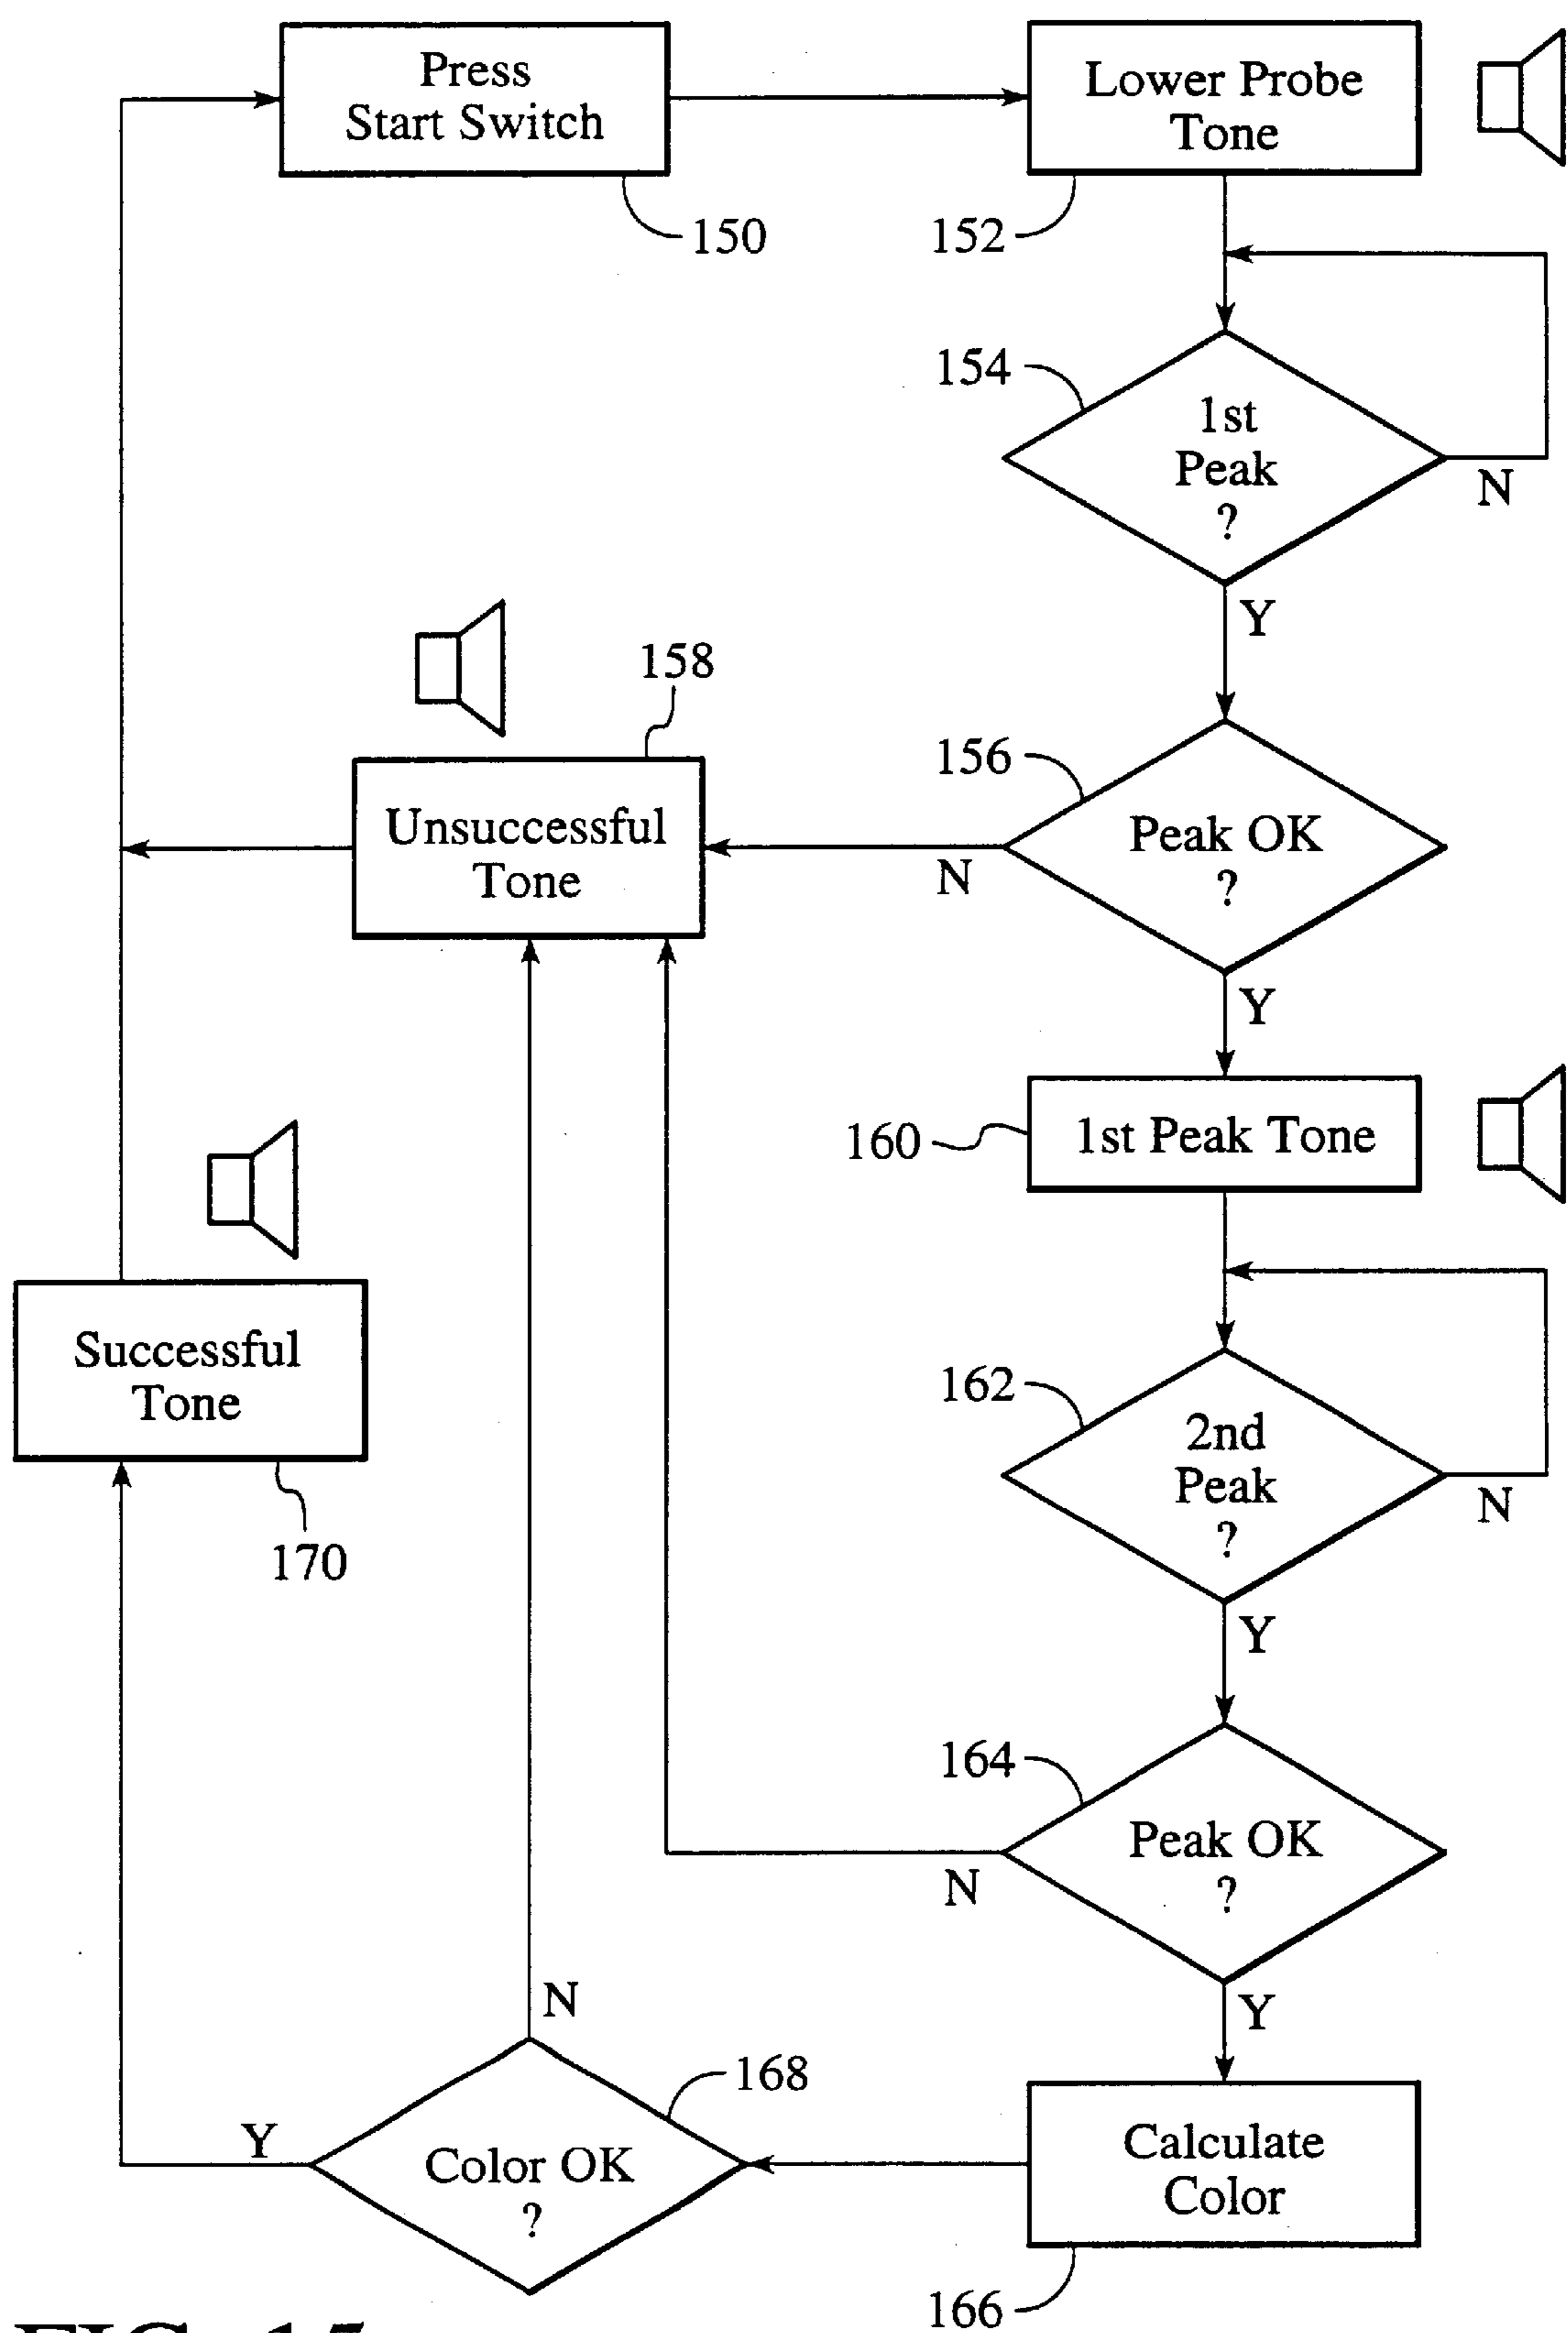 Press
Start Switch
150
Lower Probe
Tone
152
154
1st
Peak
?
N
Y
158
Unsuccessful
Tone
156
Peak OK
?
N
Y
160
1st Peak Tone
Successful
Tone
170
162
2nd
Peak
?
N
Y
164
Peak OK
?
N
Y
N
168
Y
Color OK
?
Calculate
Color
166